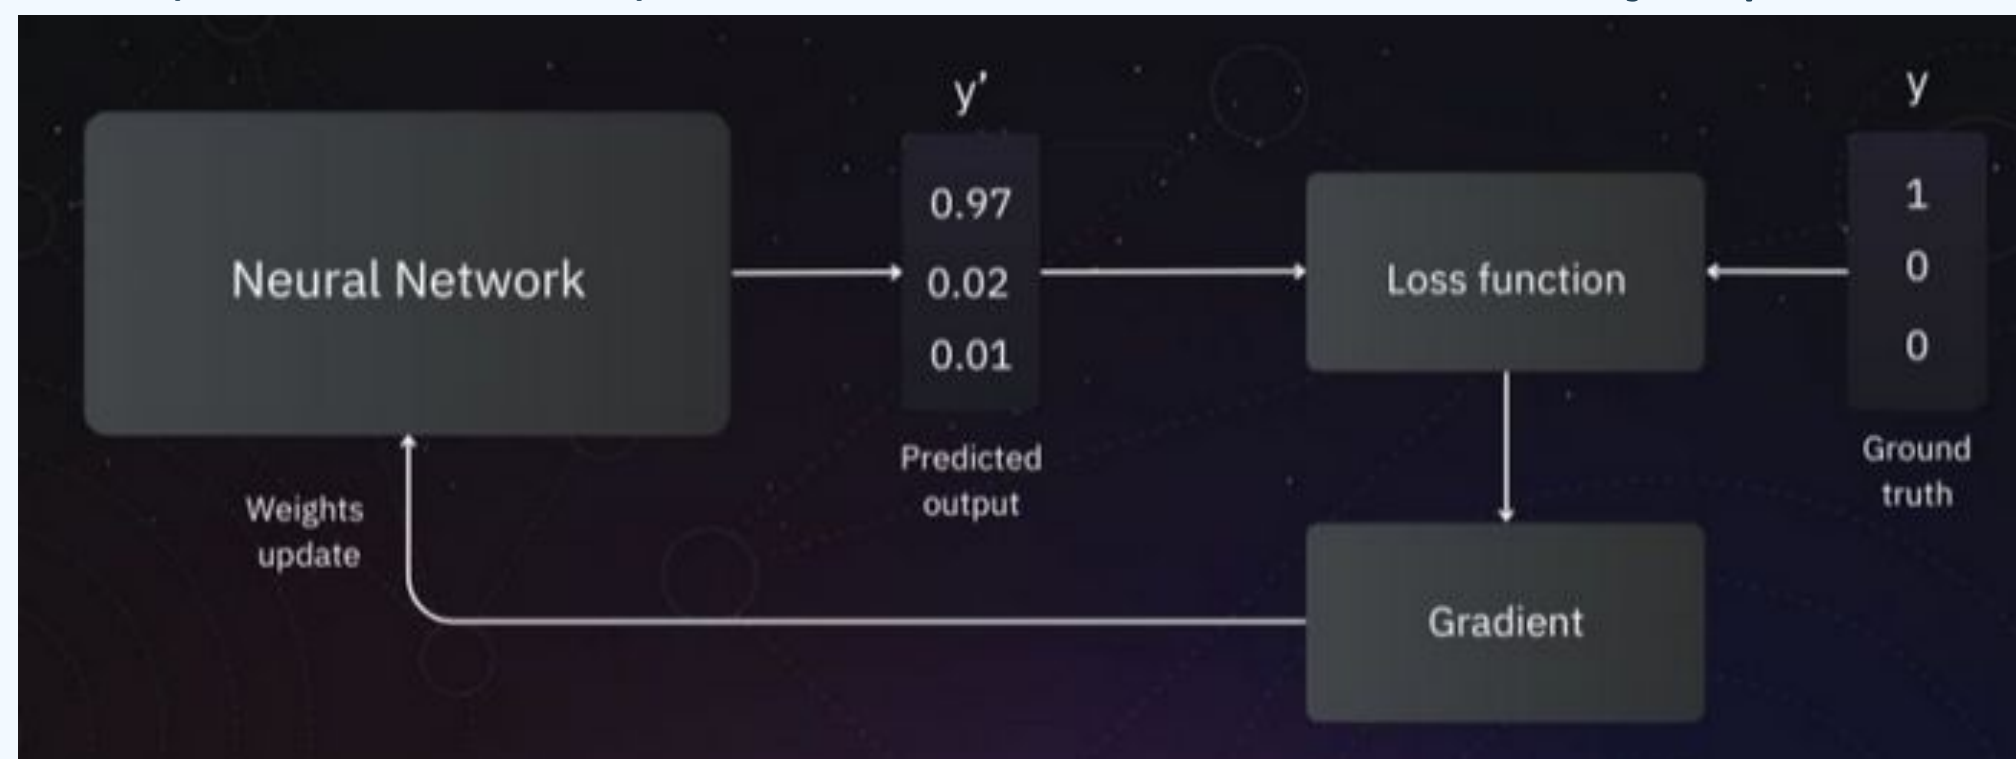 y'
y
0.97
0.02
0.01
1
0
0
Neural Network
Loss function
Predicted
output
Ground
truth
Weights
update
Gradient